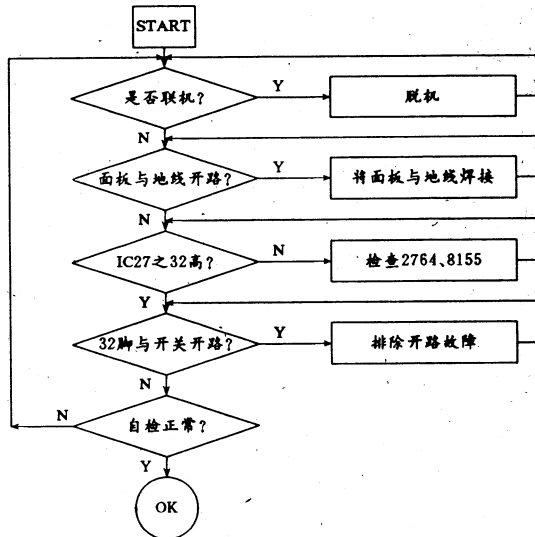 START
是否联机?
Y
脱机
N
面板与地线开路?
Y
将面板与地线焊接
N
IC27之32高?
N
检查2764、8155
Y
32脚与开关开路?
Y
排除开路故障
N
自检正常?
N
Y
OK